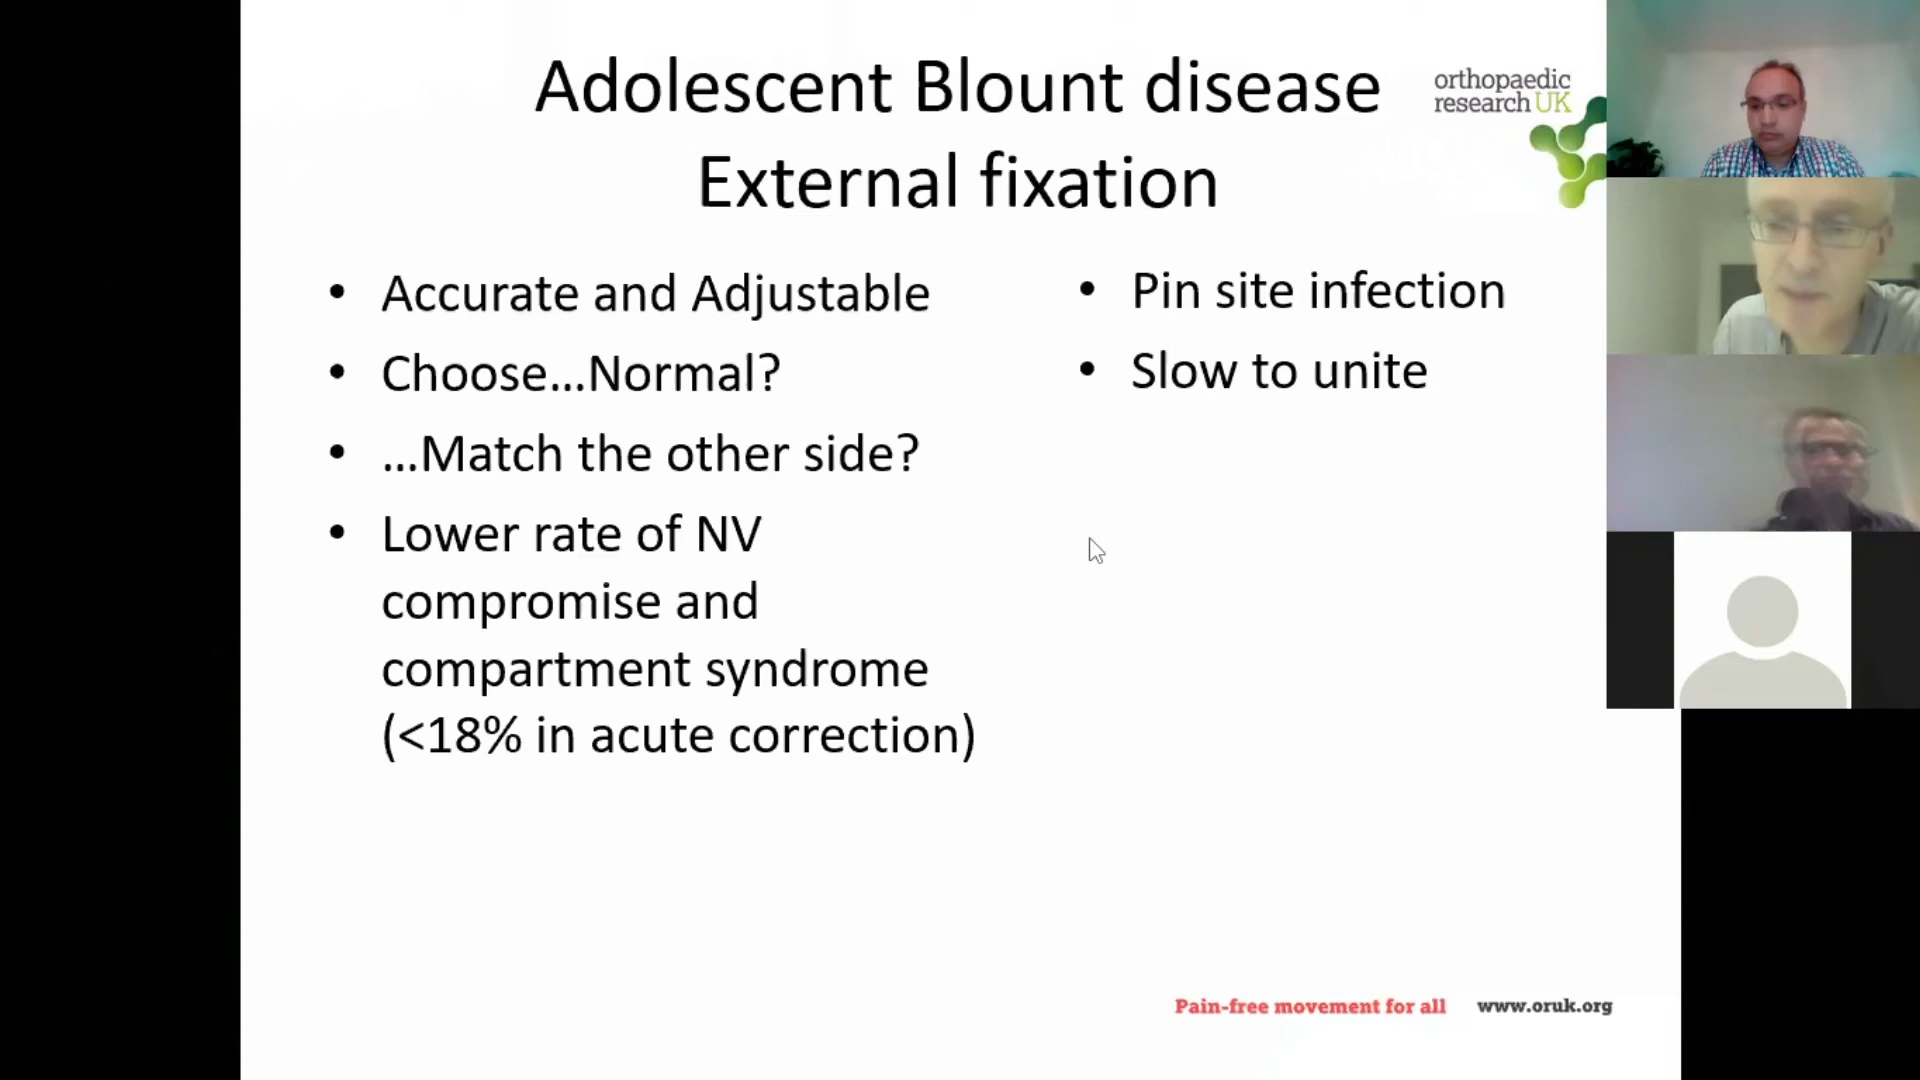 Adolescent Blount disease
External fixation
orthopaedic
research UK
• Accurate and Adjustable
• Choose...Normal?
• ...Match the other side?
• Lower rate of NV
compromise and
compartment syndrome
(<18% in acute correction)
• Pin site infection
• Slow to unite
Pain-free movement for all www.oruk.org